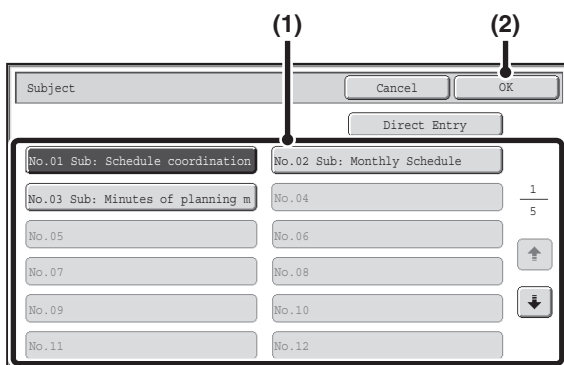 (1) (2)
Subject Cancel OK
Direct Entry
No.01 Sub: Schedule coordination No.02 Sub: Monthly Schedule
No.03 Sub: Minutes of planning m No.04
1
5
No.05 No.06
No.07 No.08
No.09 No.10
No.11 No.12